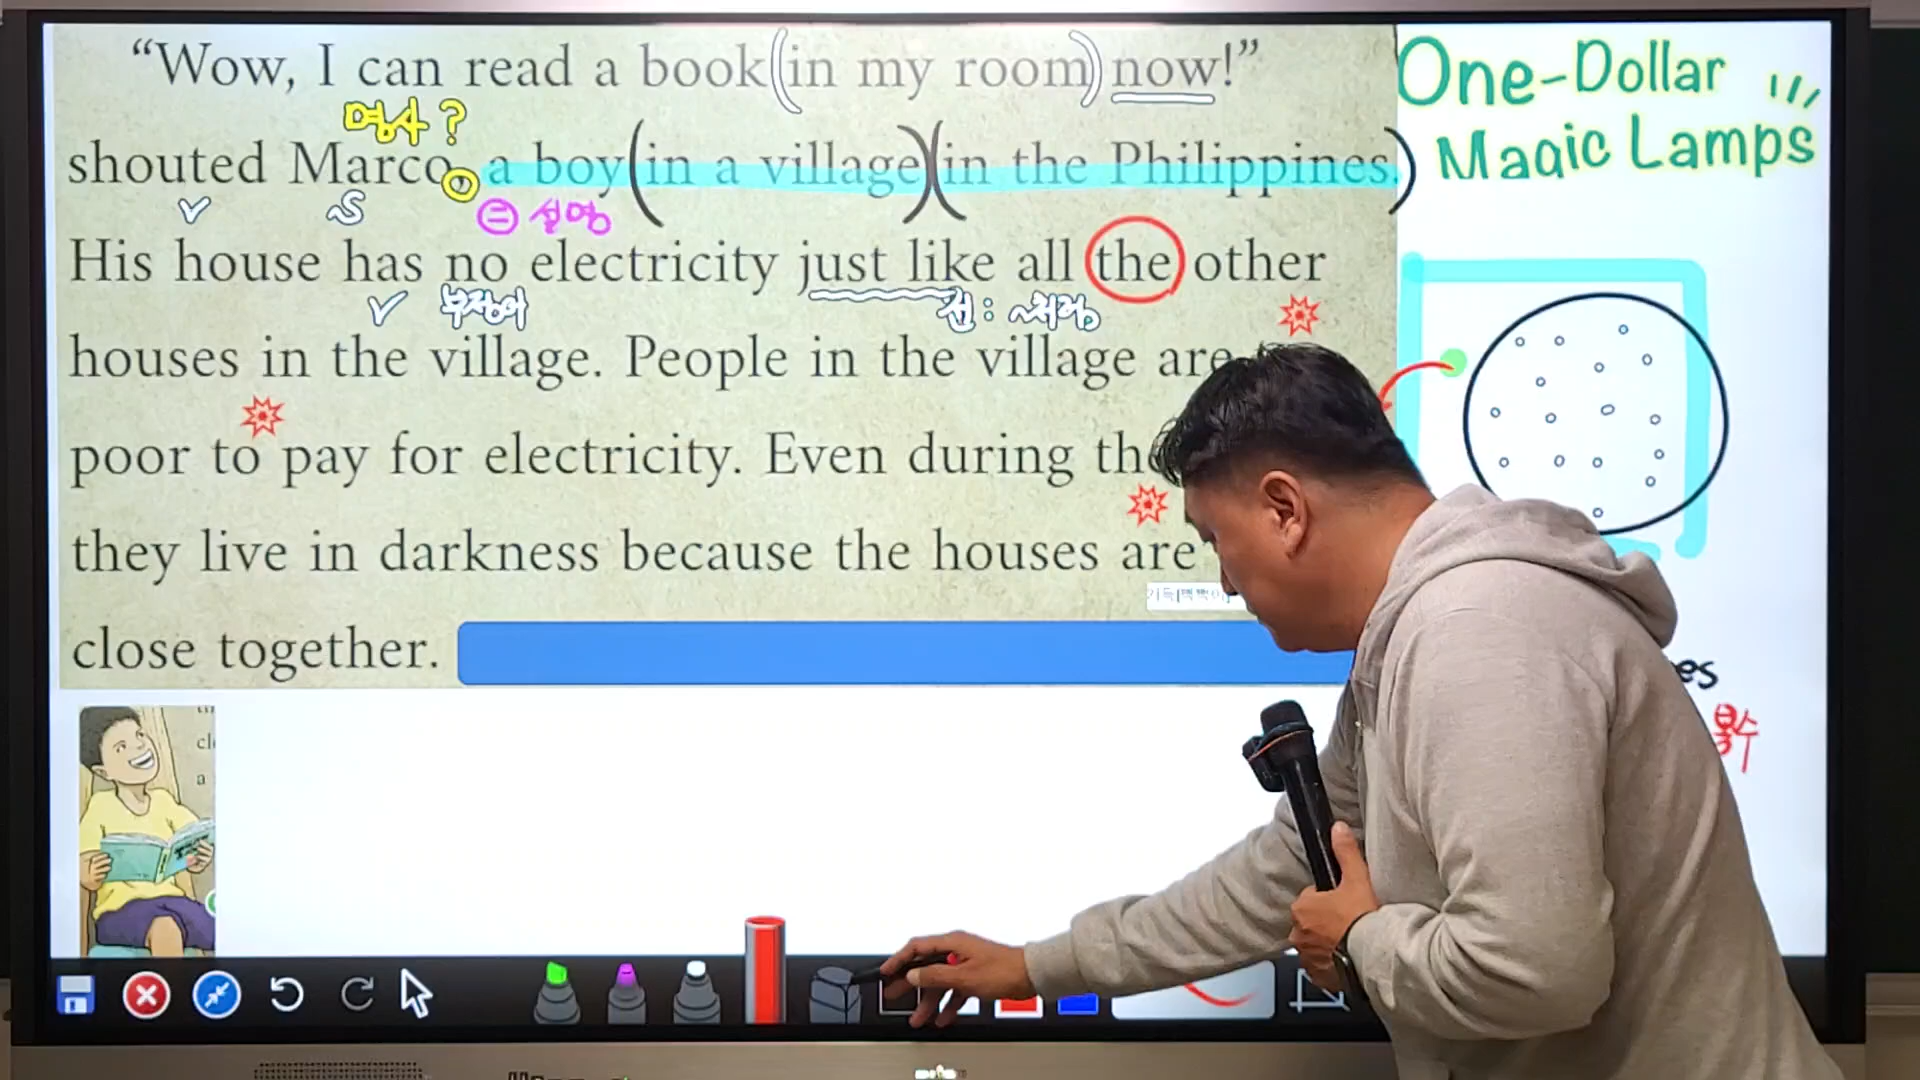 “Wow, I can read a book (in my room) now!”
명사?
shouted Marco, a boy (in a village)(in the Philippines.)
V S = 설명
His house has no electricity just like all the other
V 부정어 전: ~처럼
houses in the village. People in the village are
poor to pay for electricity. Even during the
they live in darkness because the houses are
close together.
One-Dollar
Magic Lamps
es